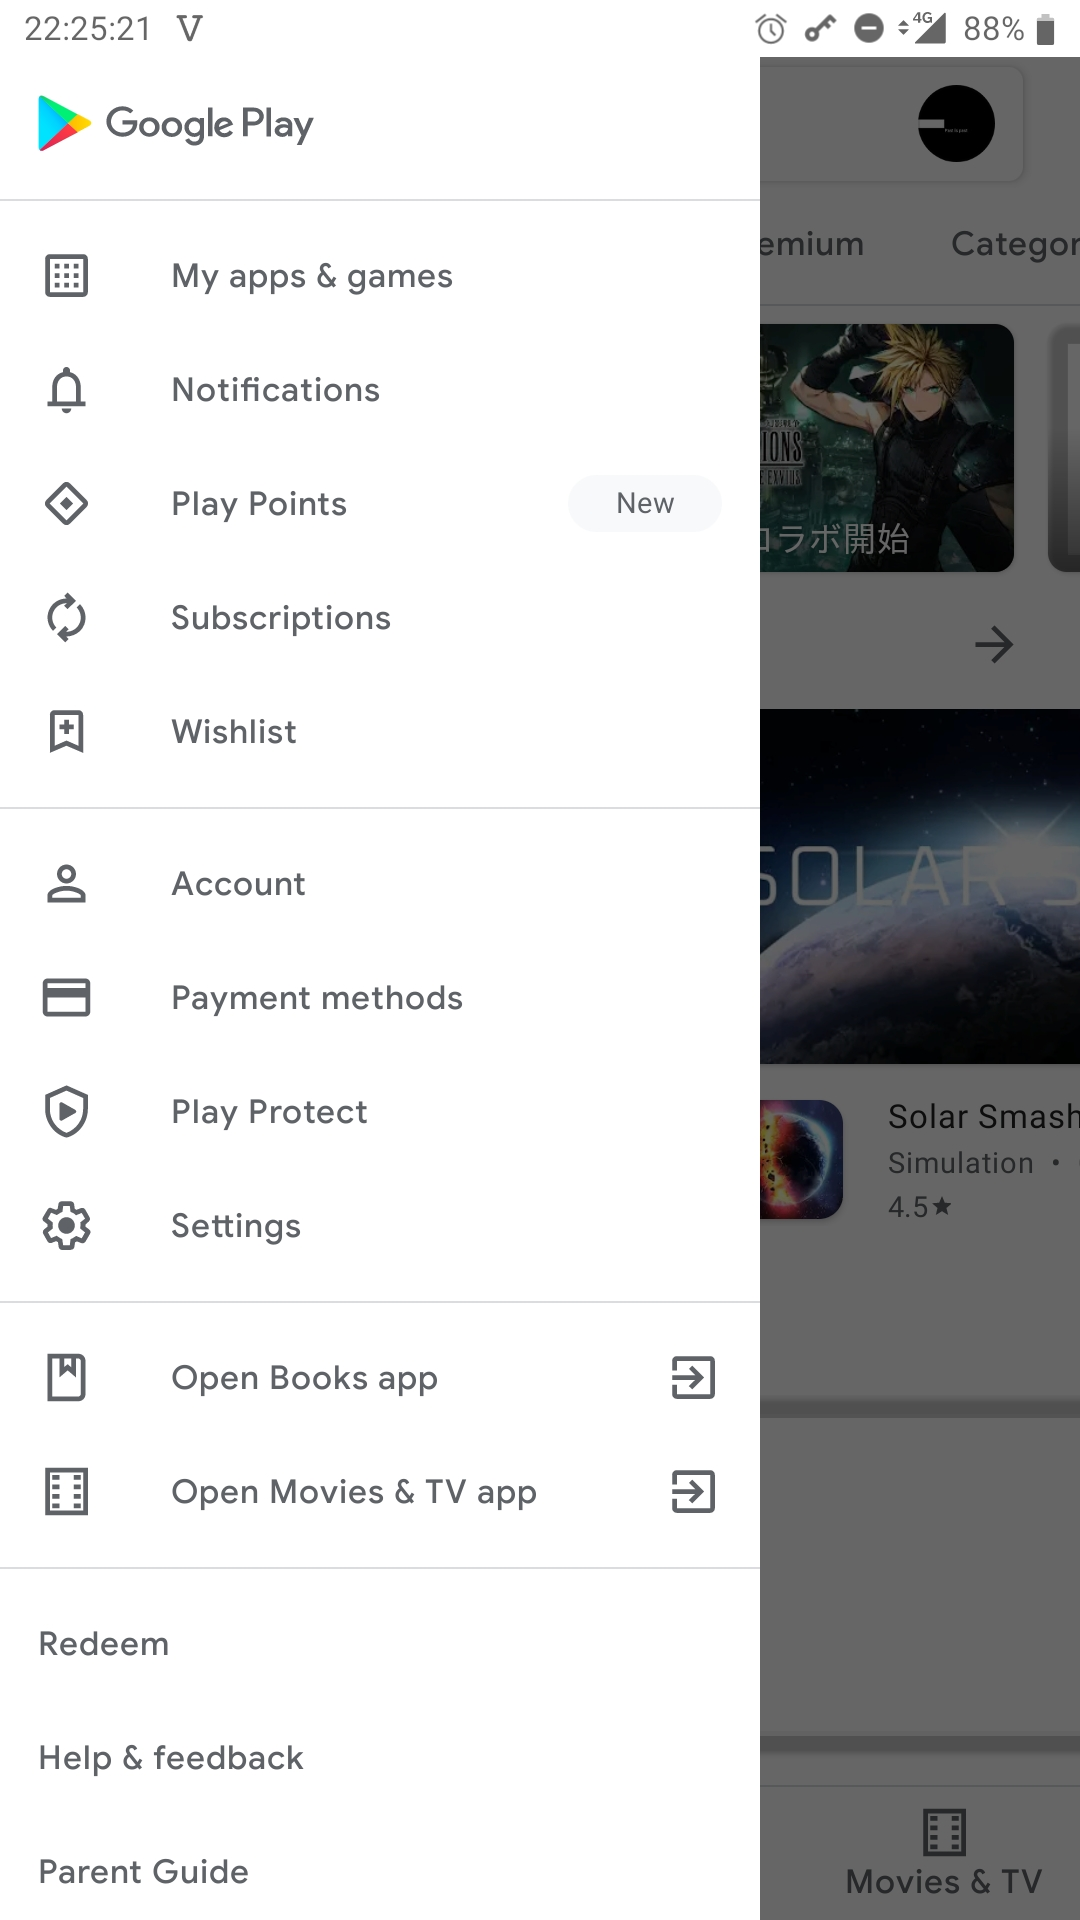 22:25:21 V 4G 88%
Google Play
emium Categor
My apps & games
Notifications
IONS
EXVIUS
Play Points New
コラボ開始
Subscriptions
Wishlist
SOLAR S
Account
Payment methods
Play Protect
Solar Smash
Simulation •
4.5★
Settings
Open Books app
Open Movies & TV app
Redeem
Help & feedback
Parent Guide
Movies & TV